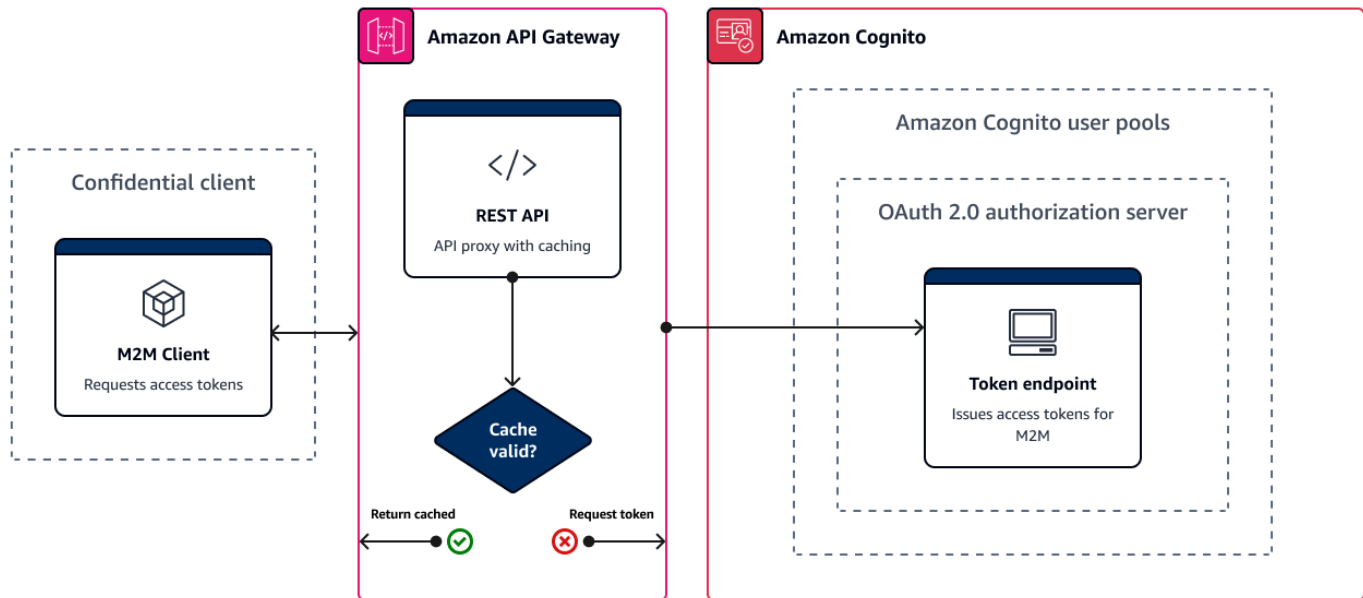 Amazon API Gateway
Amazon Cognito
Amazon Cognito user pools
Confidential client
OAuth 2.0 authorization server
</>
REST API
API proxy with caching
M2M Client
Requests access tokens
Token endpoint
Issues access tokens for
M2M
Cache
valid?
Return cached
Request token